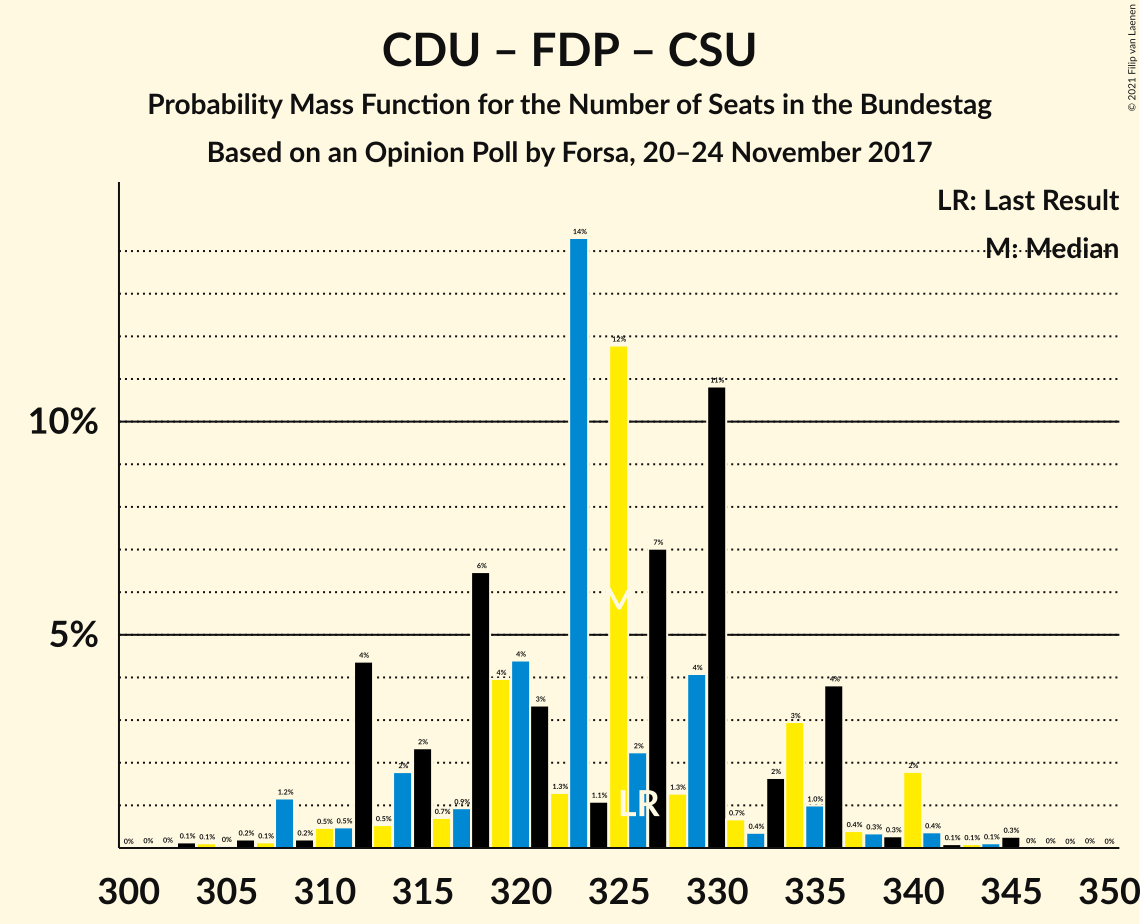 CDU – FDP – CSU
Probability Mass Function for the Number of Seats in the Bundestag
Based on an Opinion Poll by Forsa, 20–24 November 2017
© 2021 Filip van Laenen
LR: Last Result
M: Median
10%
5%
0% 0% 0% 0.1% 0.1% 0% 0.2% 0.1% 1.2% 0.2% 0.5% 0.5% 4% 0.5% 2% 2% 0.7% 0.9% 6% 4% 4% 3% 1.3% 14% 1.1% 12% 2% 7% 1.3% 4% 11% 0.7% 0.4% 2% 3% 1.0% 4% 0.4% 0.3% 0.3% 2% 0.4% 0.1% 0.1% 0.1% 0.3% 0% 0% 0% 0% 0%
M
LR
300 305 310 315 320 325 330 335 340 345 350